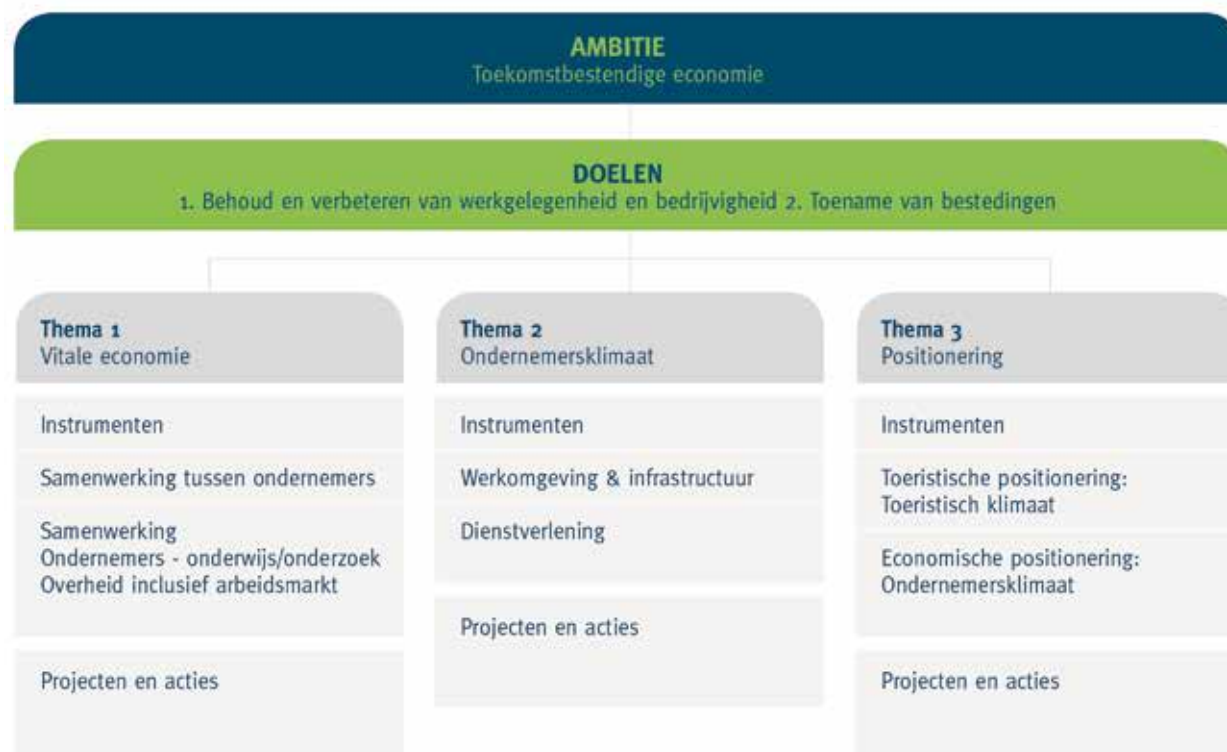 AMBITIE
Toekomstbestendige economie
DOELEN
1. Behoud en verbeteren van werkgelegenheid en bedrijvigheid 2. Toename van bestedingen
Thema 1
Vitale economie
Instrumenten
Samenwerking tussen ondernemers
Samenwerking
Ondernemers - onderwijs/onderzoek
Overheid inclusief arbeidsmarkt
Projecten en acties
Thema 2
Ondernemersklimaat
Instrumenten
Werkomgeving & infrastructuur
Dienstverlening
Projecten en acties
Thema 3
Positionering
Instrumenten
Toeristische positionering:
Toeristisch klimaat
Economische positionering:
Ondernemersklimaat
Projecten en acties